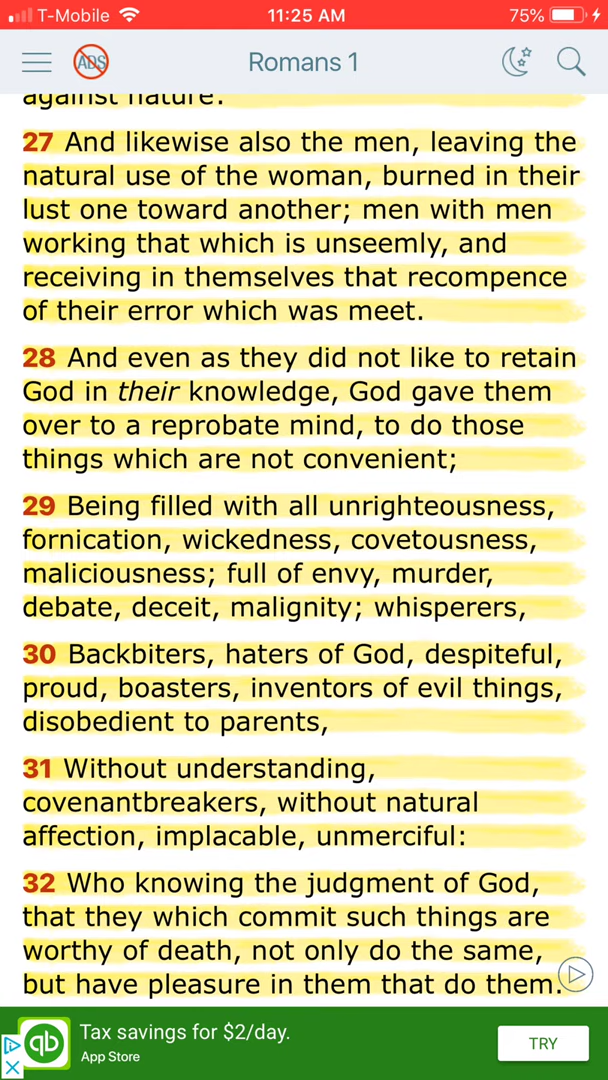 T-Mobile 11:25 AM 75%
ADS Romans 1
against nature:
27 And likewise also the men, leaving the
natural use of the woman, burned in their
lust one toward another; men with men
working that which is unseemly, and
receiving in themselves that recompence
of their error which was meet.
28 And even as they did not like to retain
God in their knowledge, God gave them
over to a reprobate mind, to do those
things which are not convenient;
29 Being filled with all unrighteousness,
fornication, wickedness, covetousness,
maliciousness; full of envy, murder,
debate, deceit, malignity; whisperers,
30 Backbiters, haters of God, despiteful,
proud, boasters, inventors of evil things,
disobedient to parents,
31 Without understanding,
covenantbreakers, without natural
affection, implacable, unmerciful:
32 Who knowing the judgment of God,
that they which commit such things are
worthy of death, not only do the same,
but have pleasure in them that do them.
qb Tax savings for $2/day.
App Store
TRY